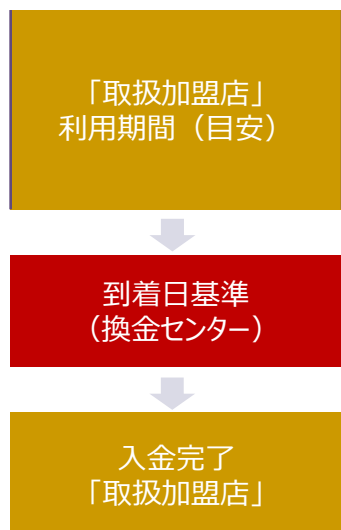 「取扱加盟店」
利用期間（目安）
到着日基準
（換金センター）
入金完了
「取扱加盟店」